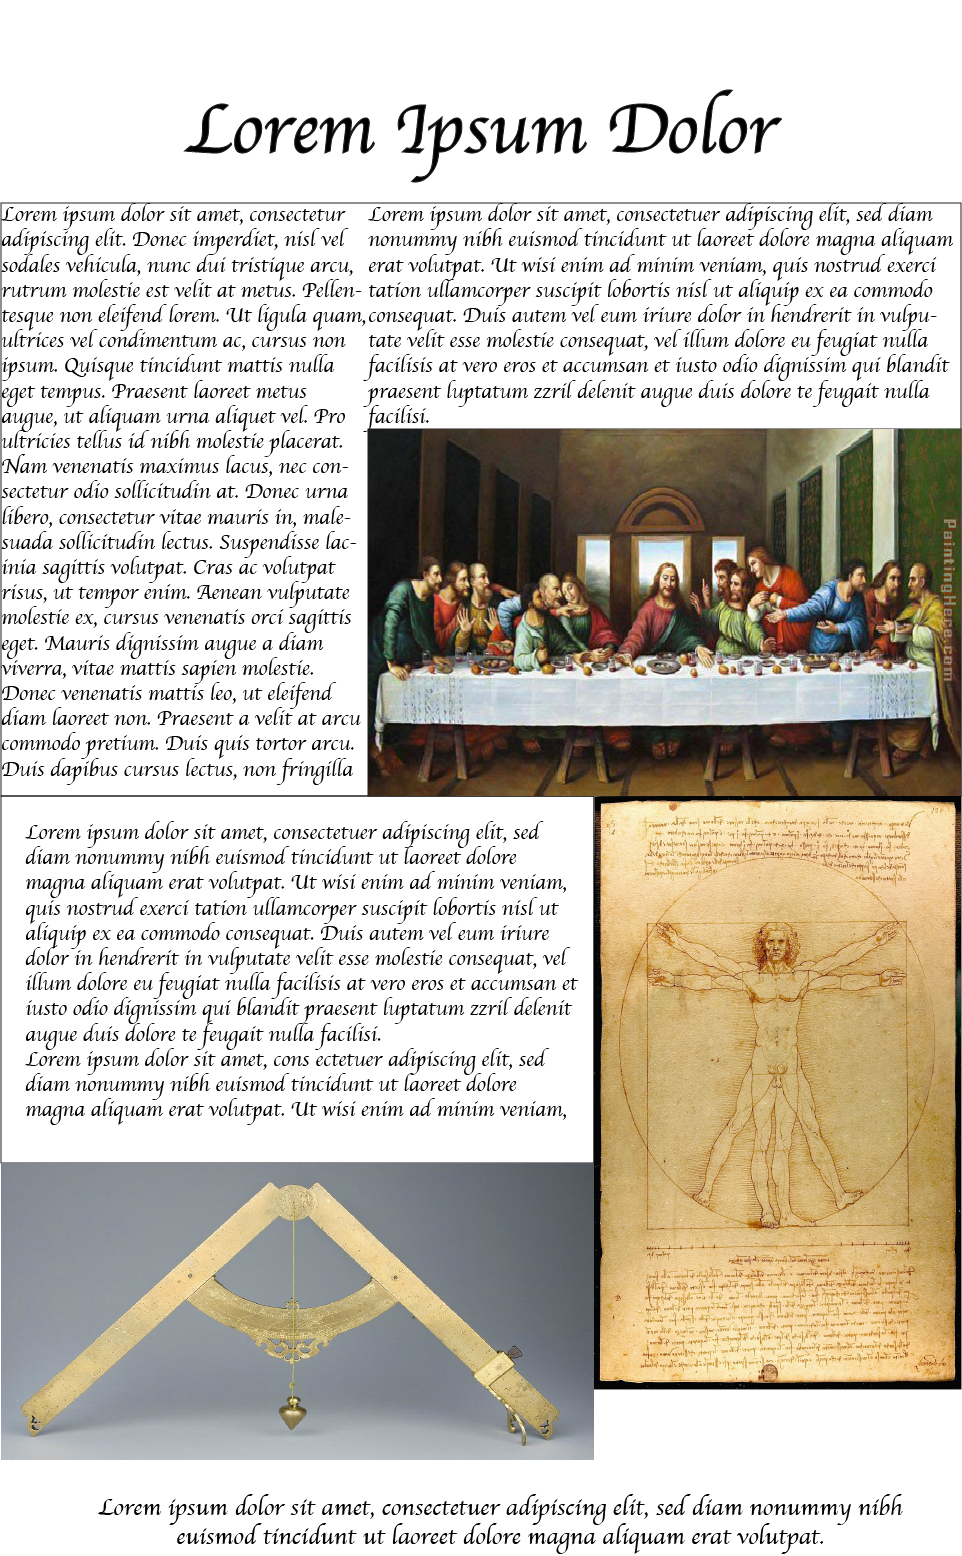 Lorem Ipsum Dolor
Lorem ipsum dolor sit amet, consectetur
adipiscing elit. Donec imperdiet, nisl vel
sodales vehicula, nunc dui tristique arcu,
rutrum molestie est velit at metus. Pellen-
tesque non eleifend lorem. Ut ligula quam,
ultrices vel condimentum ac, cursus non
ipsum. Quisque tincidunt mattis nulla
eget tempus. Praesent laoreet metus
augue, ut aliquam urna aliquet vel. Pro
ultricies tellus id nibh molestie placerat.
Nam venenatis maximus lacus, nec con-
sectetur odio sollicitudin at. Donec urna
libero, consectetur vitae mauris in, male-
suada sollicitudin lectus. Suspendisse lac-
inia sagittis volutpat. Cras ac volutpat
risus, ut tempor enim. Aenean vulputate
molestie ex, cursus venenatis orci sagittis
eget. Mauris dignissim augue a diam
viverra, vitae mattis sapien molestie.
Donec venenatis mattis leo, ut eleifend
diam laoreet non. Praesent a velit at arcu
commodo pretium. Duis quis tortor arcu.
Duis dapibus cursus lectus, non fringilla
Lorem ipsum dolor sit amet, consectetuer adipiscing elit, sed diam
nonummy nibh euismod tincidunt ut laoreet dolore magna aliquam
erat volutpat. Ut wisi enim ad minim veniam, quis nostrud exerci
tation ullamcorper suscipit lobortis nisl ut aliquip ex ea commodo
consequat. Duis autem vel eum iriure dolor in hendrerit in vulpu-
tate velit esse molestie consequat, vel illum dolore eu feugiat nulla
facilisis at vero eros et accumsan et iusto odio dignissim qui blandit
praesent luptatum zzril delenit augue duis dolore te feugait nulla
facilisi.
PaintingHere.com
Lorem ipsum dolor sit amet, consectetuer adipiscing elit, sed
diam nonummy nibh euismod tincidunt ut laoreet dolore
magna aliquam erat volutpat. Ut wisi enim ad minim veniam,
quis nostrud exerci tation ullamcorper suscipit lobortis nisl ut
aliquip ex ea commodo consequat. Duis autem vel eum iriure
dolor in hendrerit in vulputate velit esse molestie consequat, vel
illum dolore eu feugiat nulla facilisis at vero eros et accumsan et
iusto odio dignissim qui blandit praesent luptatum zzril delenit
augue duis dolore te feugait nulla facilisi.
Lorem ipsum dolor sit amet, cons ectetuer adipiscing elit, sed
diam nonummy nibh euismod tincidunt ut laoreet dolore
magna aliquam erat volutpat. Ut wisi enim ad minim veniam,
Lorem ipsum dolor sit amet, consectetuer adipiscing elit, sed diam nonummy nibh
euismod tincidunt ut laoreet dolore magna aliquam erat volutpat.